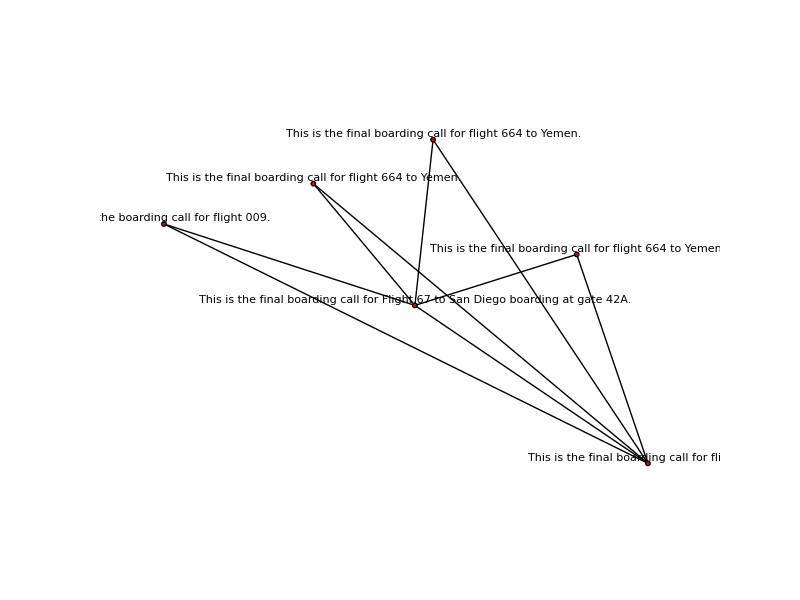 This is the final boarding call for flight 664 to Yemen.
This is the final boarding call for flight 664 to Yemen.
the boarding call for flight 009.
This is the final boarding call for flight 664 to Yemen
This is the final boarding call for Flight 67 to San Diego boarding at gate 42A.
This is the final boarding call for fli